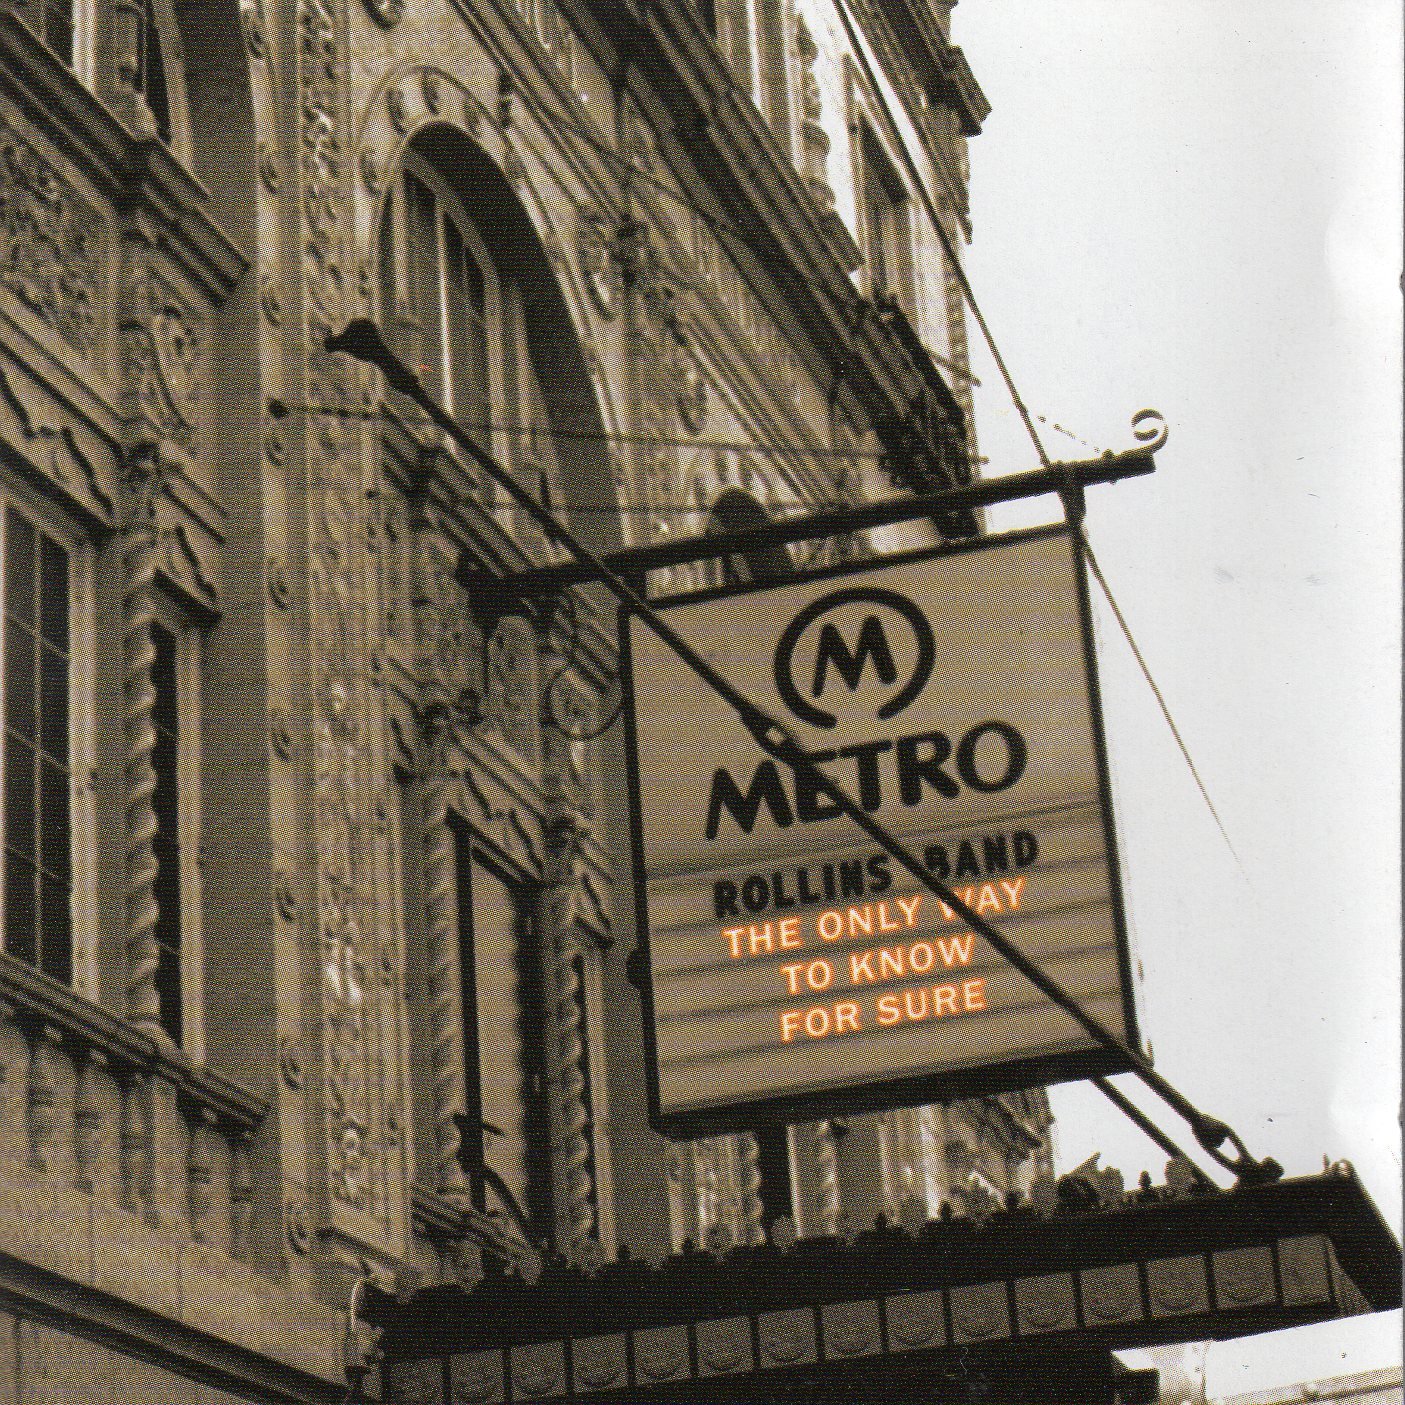 M
METRO
ROLLINS BAND
THE ONLY WAY
TO KNOW
FOR SURE